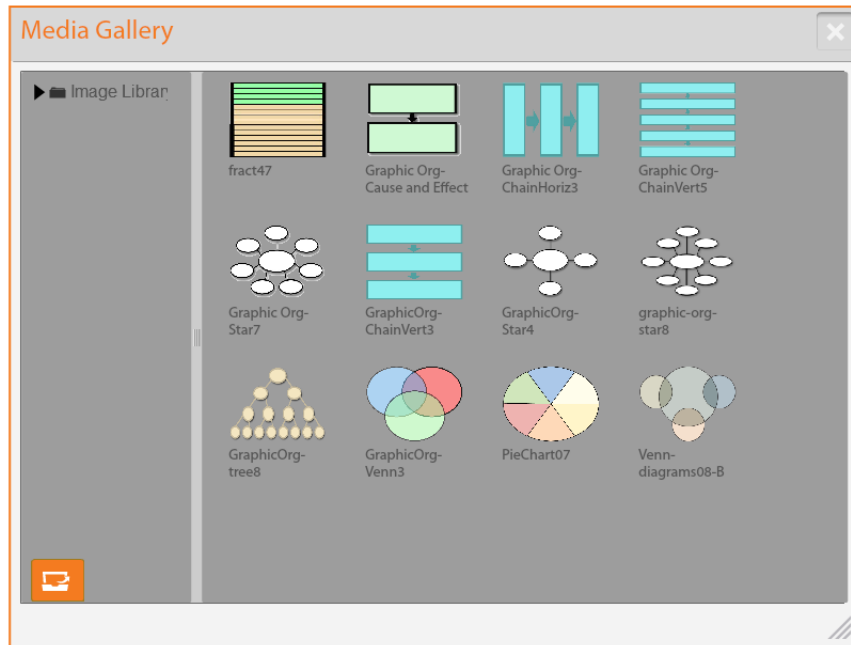 Media Gallery
Image Library
fract47
Graphic Org-
Cause and Effect
Graphic Org-
ChainHoriz3
Graphic Org-
ChainVert5
Graphic Org-
Star7
GraphicOrg-
ChainVert3
GraphicOrg-
Star4
graphic-org-
star8
GraphicOrg-
tree8
GraphicOrg-
Venn3
PieChart07
Venn-
diagrams08-B